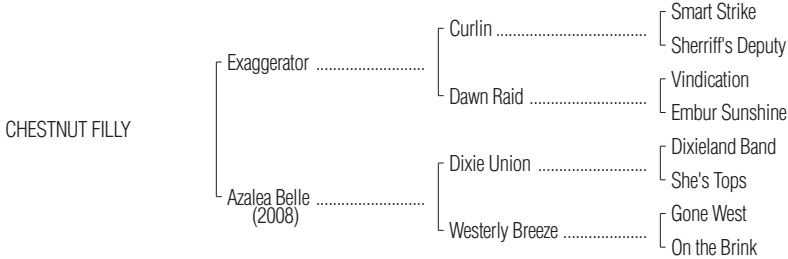 Smart Strike
Curlin ......................................
Sherriff's Deputy
Exaggerator ...........................
Vindication
Dawn Raid .............................
Embur Sunshine
CHESTNUT FILLY
Dixieland Band
Dixie Union ...........................
She's Tops
Azalea Belle ...........................
(2008)
Gone West
Westerly Breeze .....................
On the Brink